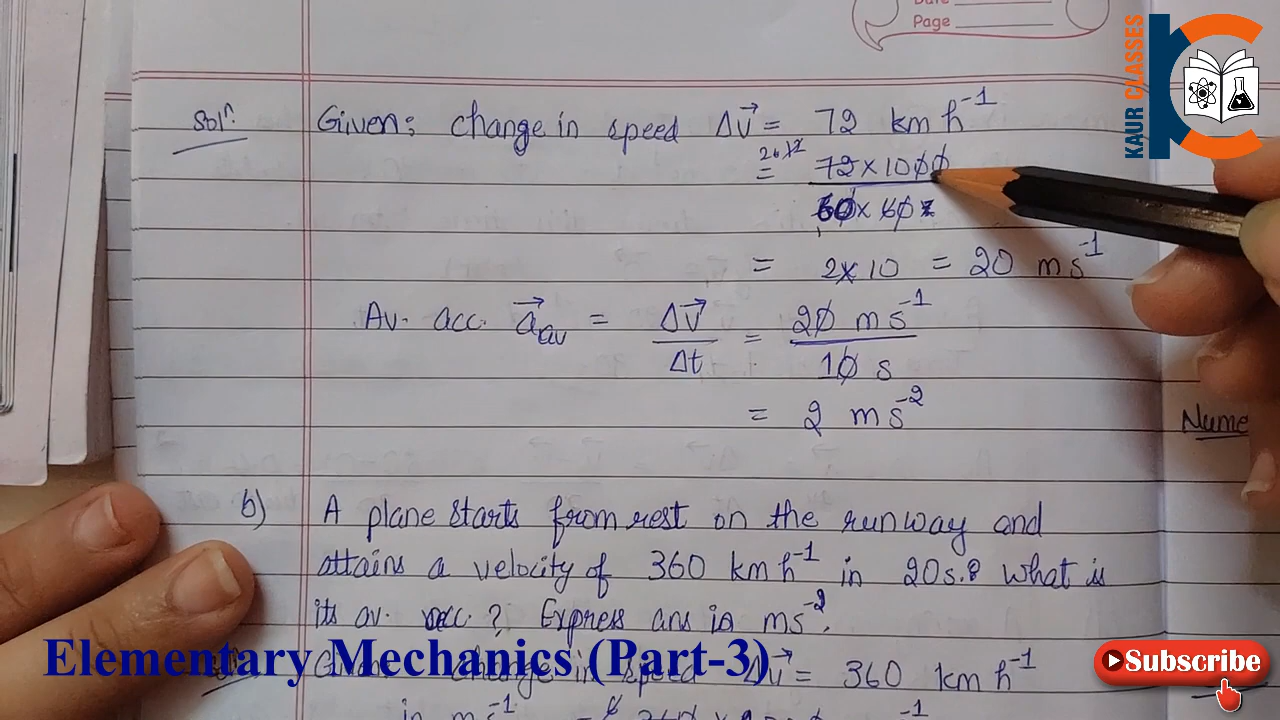 Date
Page
KAUR CLASSES
Solⁿ. Given: change in speed Δv⃗ = 72 km h⁻¹
= 72 × 1000 / 60 × 60
= 2 × 10 = 20 m s⁻¹
Av. acc. a⃗av = Δv⃗ / Δt = 20 m s⁻¹ / 10 s
= 2 m s⁻²
Nume
b) A plane starts from rest on the runway and
attains a velocity of 360 km h⁻¹ in 20s. What is
its av. acc.? Express ans in ms⁻².
Elementary Mechanics (Part-3)
change in speed Δv⃗ = 360 km h⁻¹
in m s⁻¹
Subscribe